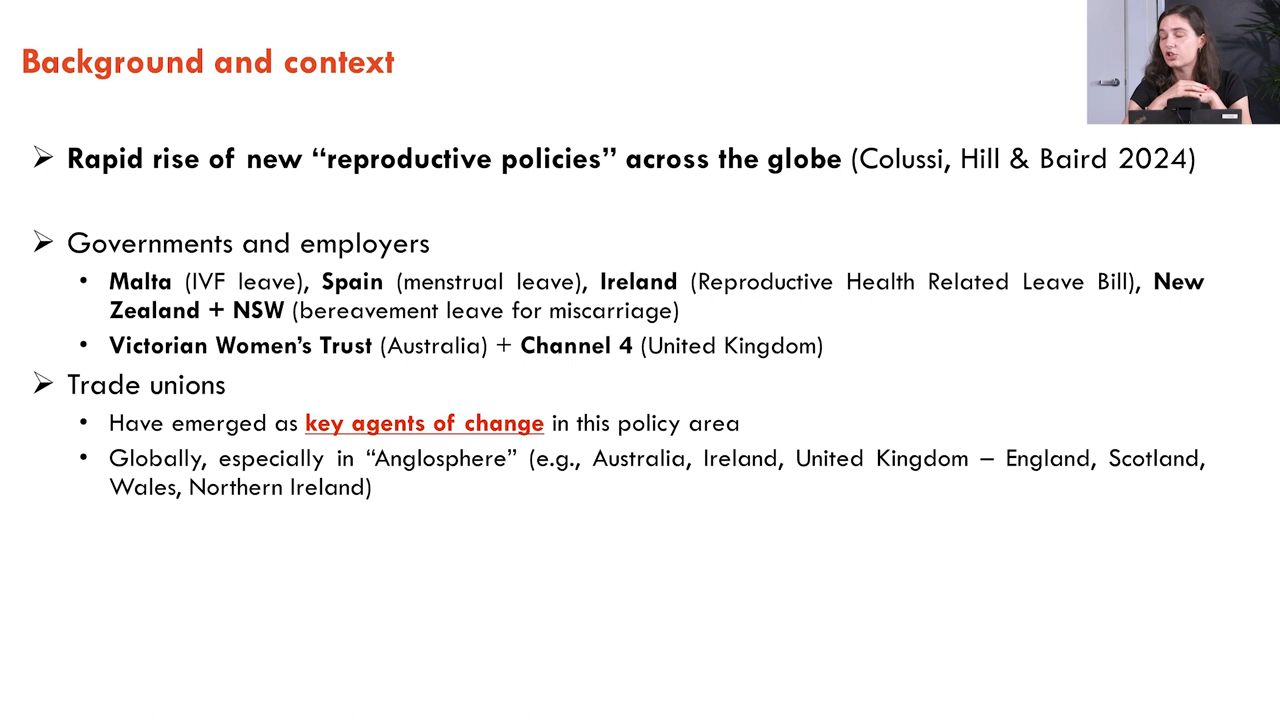 Background and context
➢ Rapid rise of new “reproductive policies” across the globe (Colussi, Hill & Baird 2024)
➢ Governments and employers
• Malta (IVF leave), Spain (menstrual leave), Ireland (Reproductive Health Related Leave Bill), New
Zealand + NSW (bereavement leave for miscarriage)
• Victorian Women’s Trust (Australia) + Channel 4 (United Kingdom)
➢ Trade unions
• Have emerged as key agents of change in this policy area
• Globally, especially in “Anglosphere” (e.g., Australia, Ireland, United Kingdom – England, Scotland,
Wales, Northern Ireland)